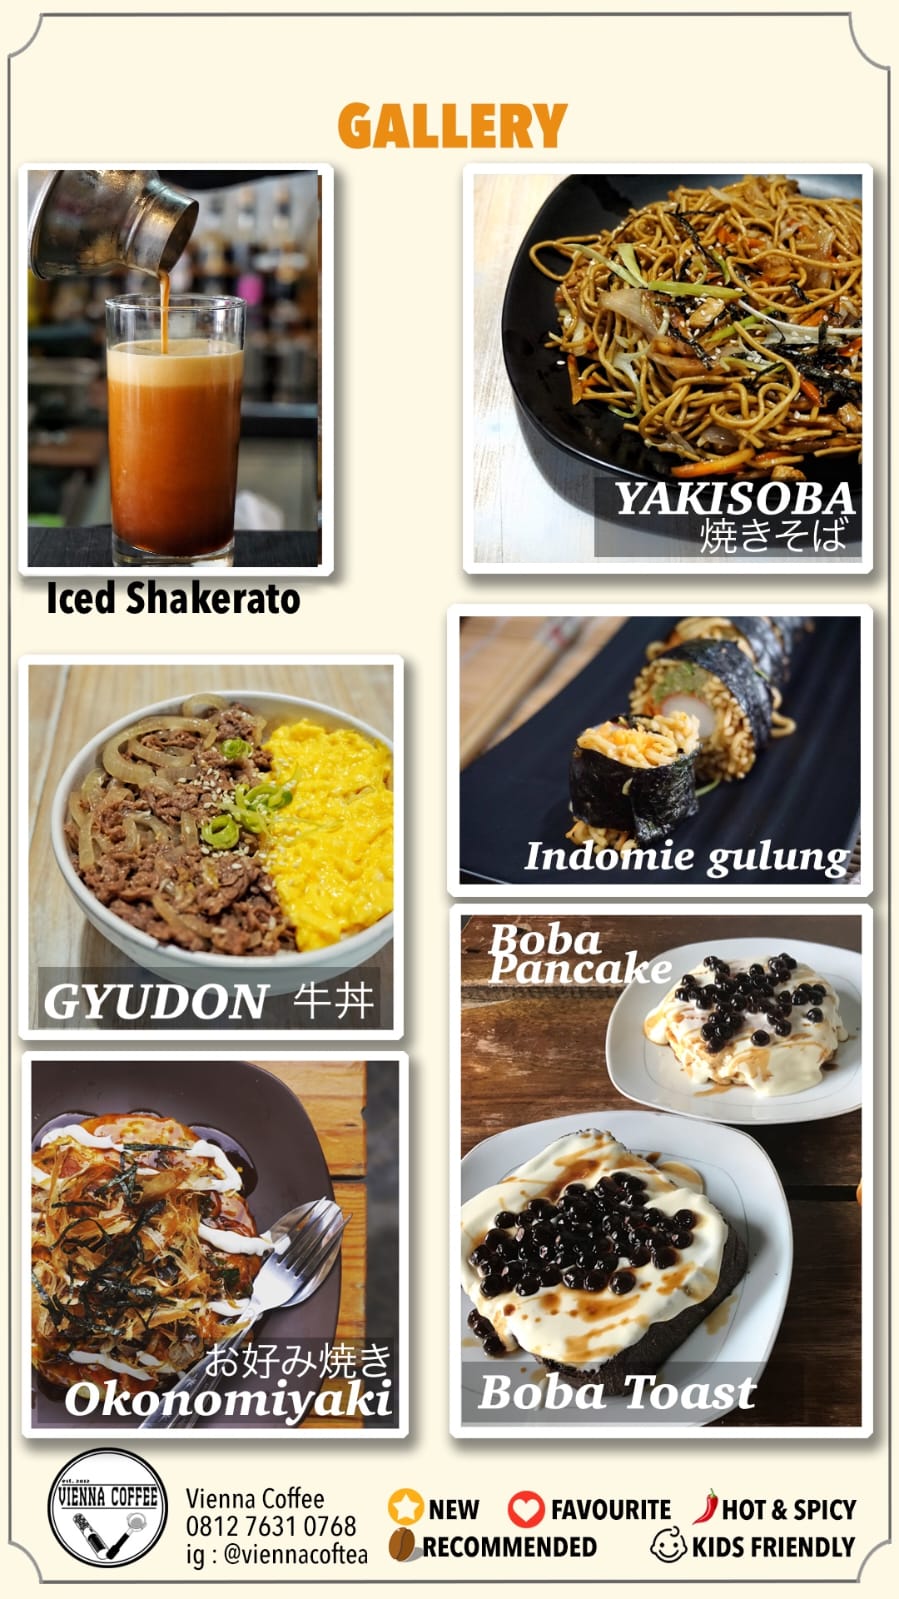 GALLERY
Iced Shakerato
YAKISOBA
焼きそば
Indomie gulung
GYUDON 牛丼
Boba
Pancake
お好み焼き
Okonomiyaki
Boba Toast
est. 2012
VIENNA COFFEE
Vienna Coffee
0812 7631 0768
ig : @viennacoftea
NEW FAVOURITE HOT & SPICY
RECOMMENDED KIDS FRIENDLY